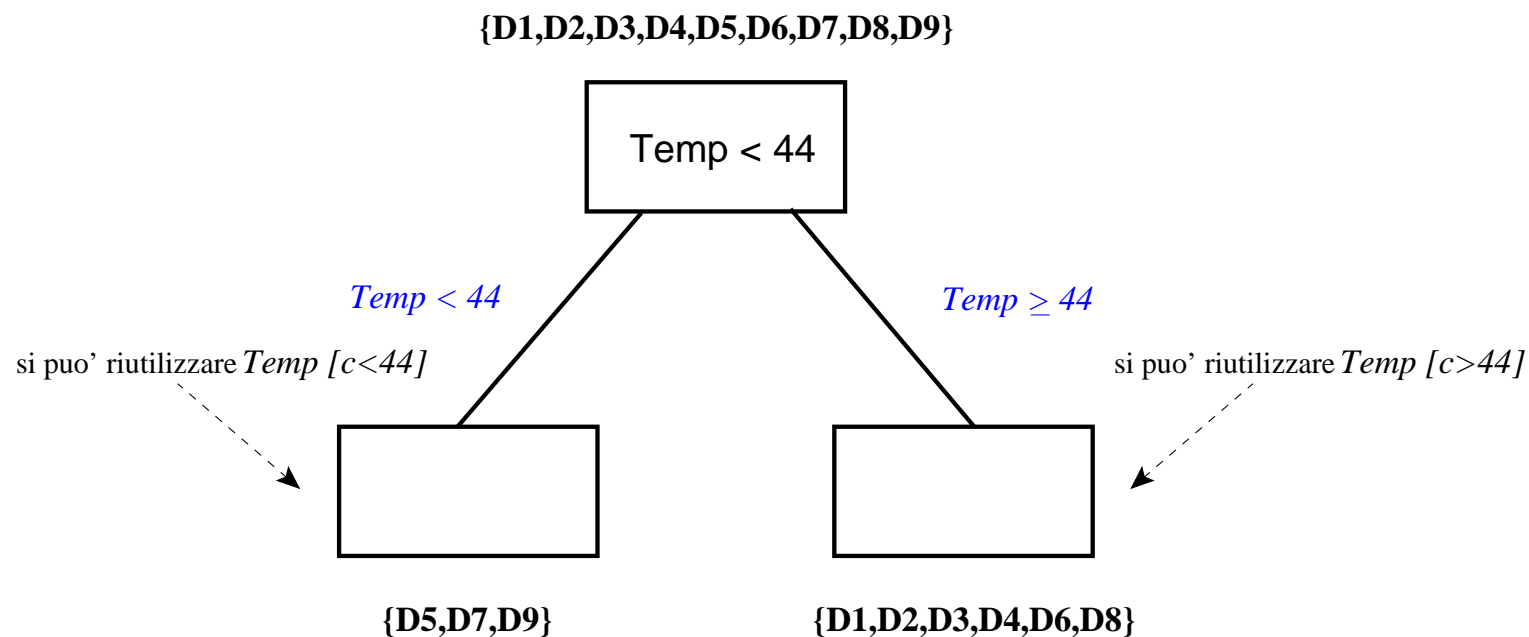 {D1,D2,D3,D4,D5,D6,D7,D8,D9}
Temp < 44
Temp < 44
Temp ≥ 44
si puo’ riutilizzare Temp [c<44]
si puo’ riutilizzare Temp [c>44]
{D5,D7,D9}
{D1,D2,D3,D4,D6,D8}